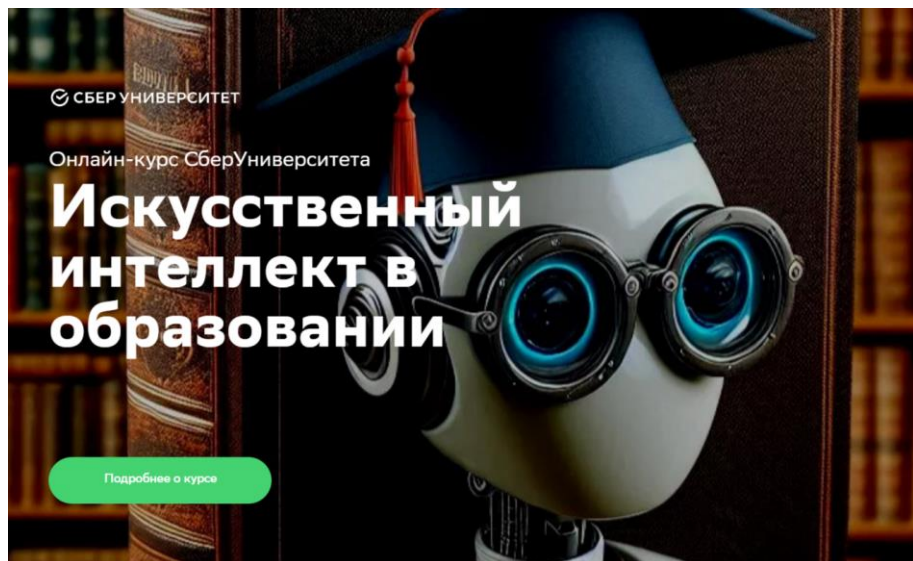 СБЕР УНИВЕРСИТЕТ
Онлайн-курс СберУниверситета
Искусственный
интеллект в
образовании
Подробнее о курсе